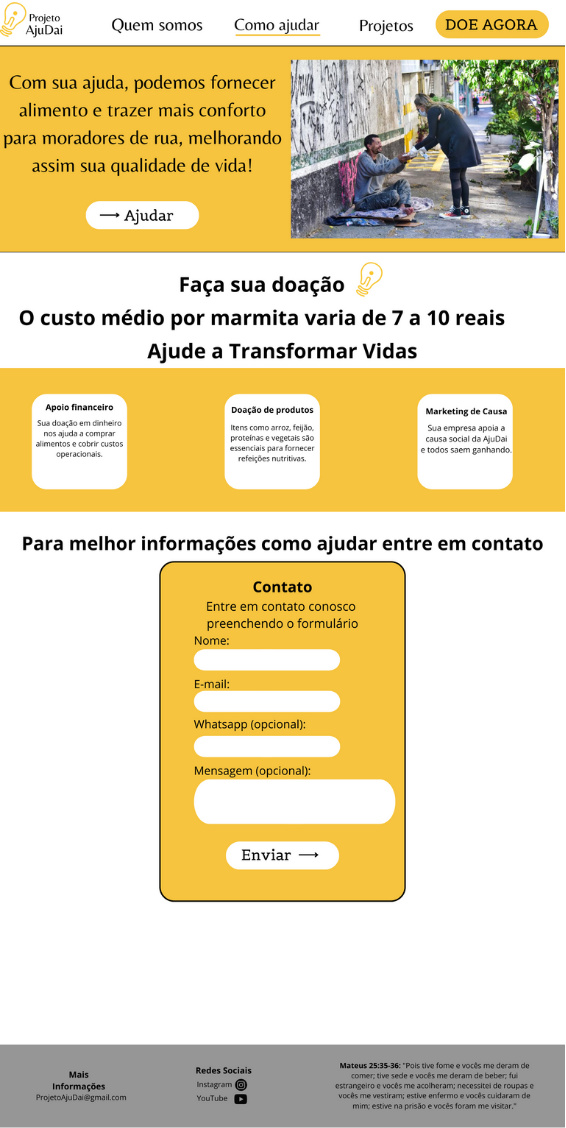 Projeto
AjuDai
Quem somos
Como ajudar
Projetos
DOE AGORA
Com sua ajuda, podemos fornecer
alimento e trazer mais conforto
para moradores de rua, melhorando
assim sua qualidade de vida!
Ajudar
Faça sua doação
O custo médio por marmita varia de 7 a 10 reais
Ajude a Transformar Vidas
Apoio financeiro
Sua doação em dinheiro
nos ajuda a comprar
alimentos e cobrir custos
operacionais.
Doação de produtos
Itens como arroz, feijão,
proteínas e vegetais são
essenciais para fornecer
refeições nutritivas.
Marketing de Causa
Sua empresa apoia a
causa social da AjuDai
e todos saem ganhando.
Para melhor informações como ajudar entre em contato
Contato
Entre em contato conosco
preenchendo o formulário
Nome:
E-mail:
Whatsapp (opcional):
Mensagem (opcional):
Enviar
Mais
Informações
ProjetoAjuDai@gmail.com
Redes Sociais
Instagram
YouTube
Mateus 25:35-36: "Pois tive fome e vocês me deram de
comer; tive sede e vocês me deram de beber; fui
estrangeiro e vocês me acolheram; necessitei de roupas e
vocês me vestiram; estive enfermo e vocês cuidaram de
mim; estive na prisão e vocês foram me visitar."